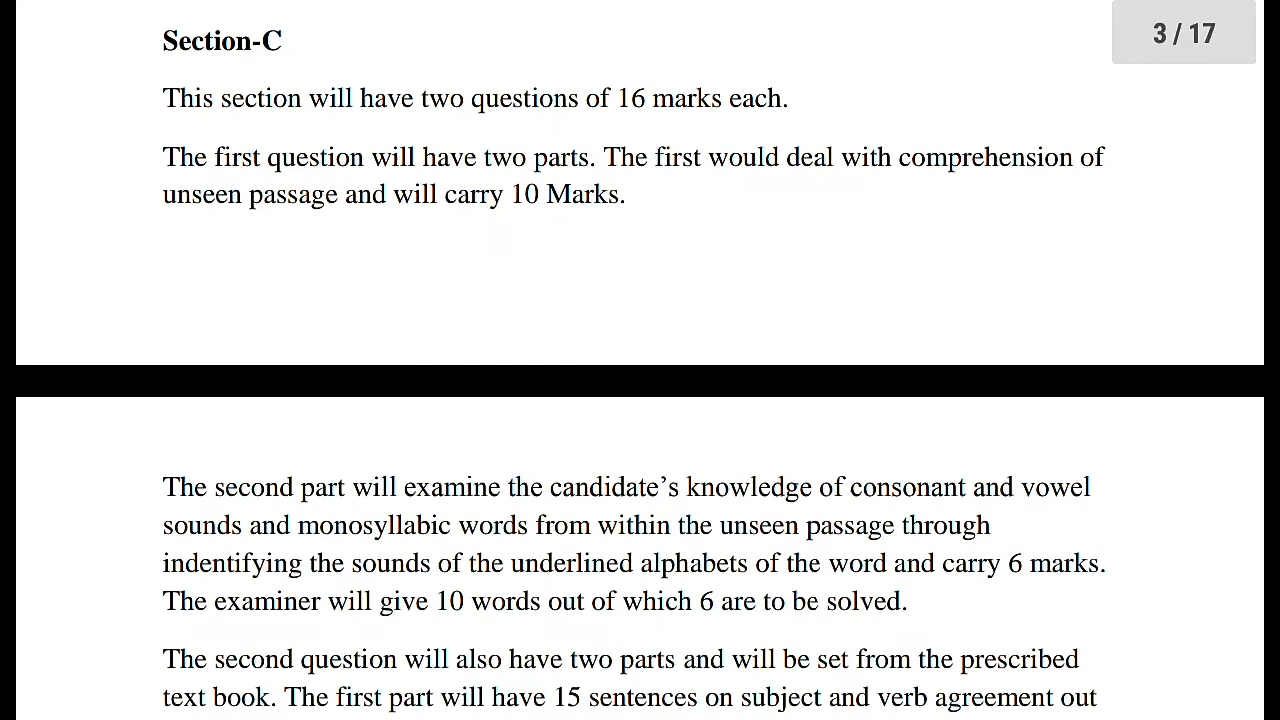 Section-C
3 / 17
This section will have two questions of 16 marks each.
The first question will have two parts. The first would deal with comprehension of
unseen passage and will carry 10 Marks.
The second part will examine the candidate’s knowledge of consonant and vowel
sounds and monosyllabic words from within the unseen passage through
indentifying the sounds of the underlined alphabets of the word and carry 6 marks.
The examiner will give 10 words out of which 6 are to be solved.
The second question will also have two parts and will be set from the prescribed
text book. The first part will have 15 sentences on subject and verb agreement out